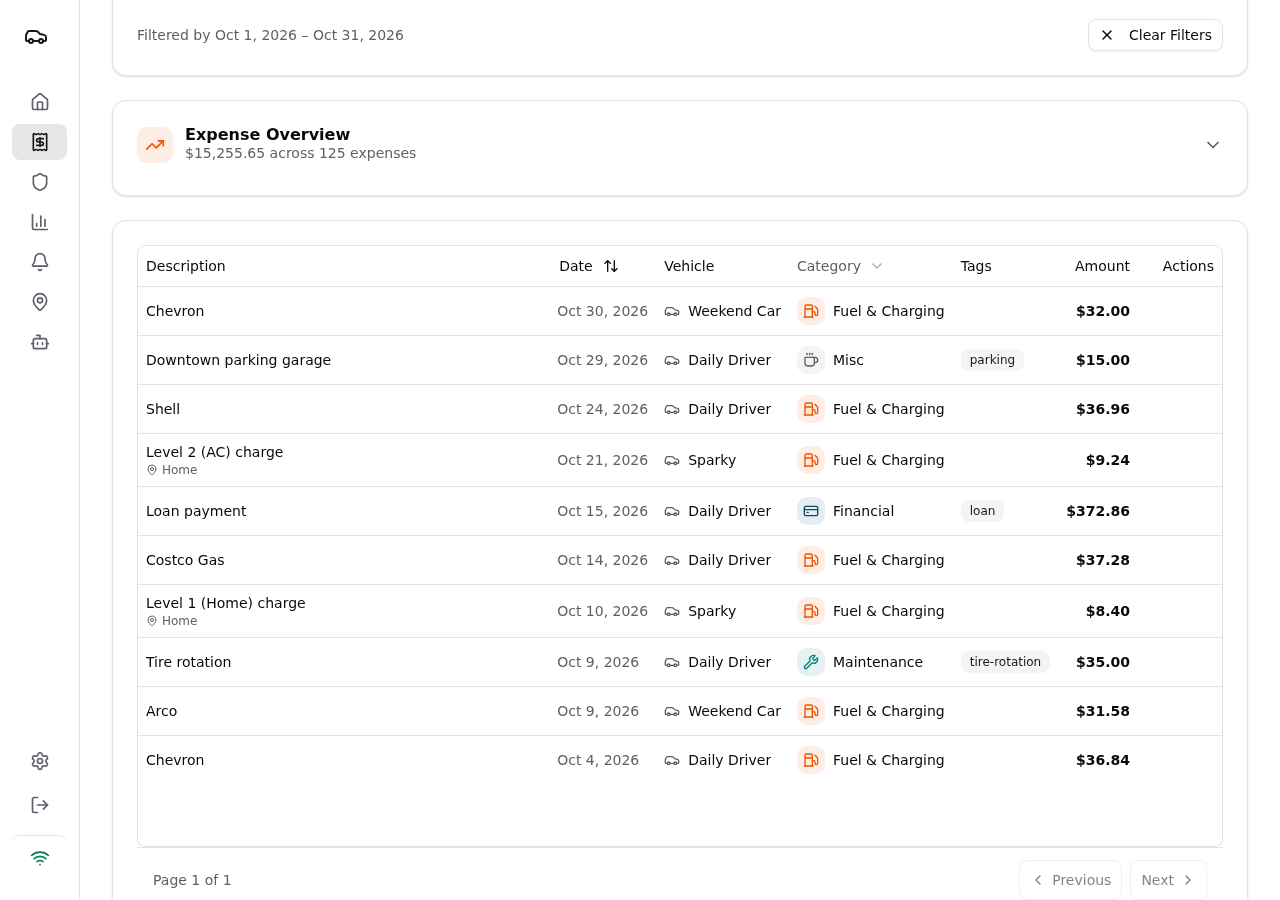 Filtered by Oct 1, 2026 – Oct 31, 2026 Clear Filters
Expense Overview
$15,255.65 across 125 expenses
Description Date Vehicle Category Tags Amount Actions
Chevron Oct 30, 2026 Weekend Car Fuel & Charging $32.00
Downtown parking garage Oct 29, 2026 Daily Driver Misc parking $15.00
Shell Oct 24, 2026 Daily Driver Fuel & Charging $36.96
Level 2 (AC) charge Oct 21, 2026 Sparky Fuel & Charging $9.24
Home
Loan payment Oct 15, 2026 Daily Driver Financial loan $372.86
Costco Gas Oct 14, 2026 Daily Driver Fuel & Charging $37.28
Level 1 (Home) charge Oct 10, 2026 Sparky Fuel & Charging $8.40
Home
Tire rotation Oct 9, 2026 Daily Driver Maintenance tire-rotation $35.00
Arco Oct 9, 2026 Weekend Car Fuel & Charging $31.58
Chevron Oct 4, 2026 Daily Driver Fuel & Charging $36.84
Page 1 of 1 Previous Next